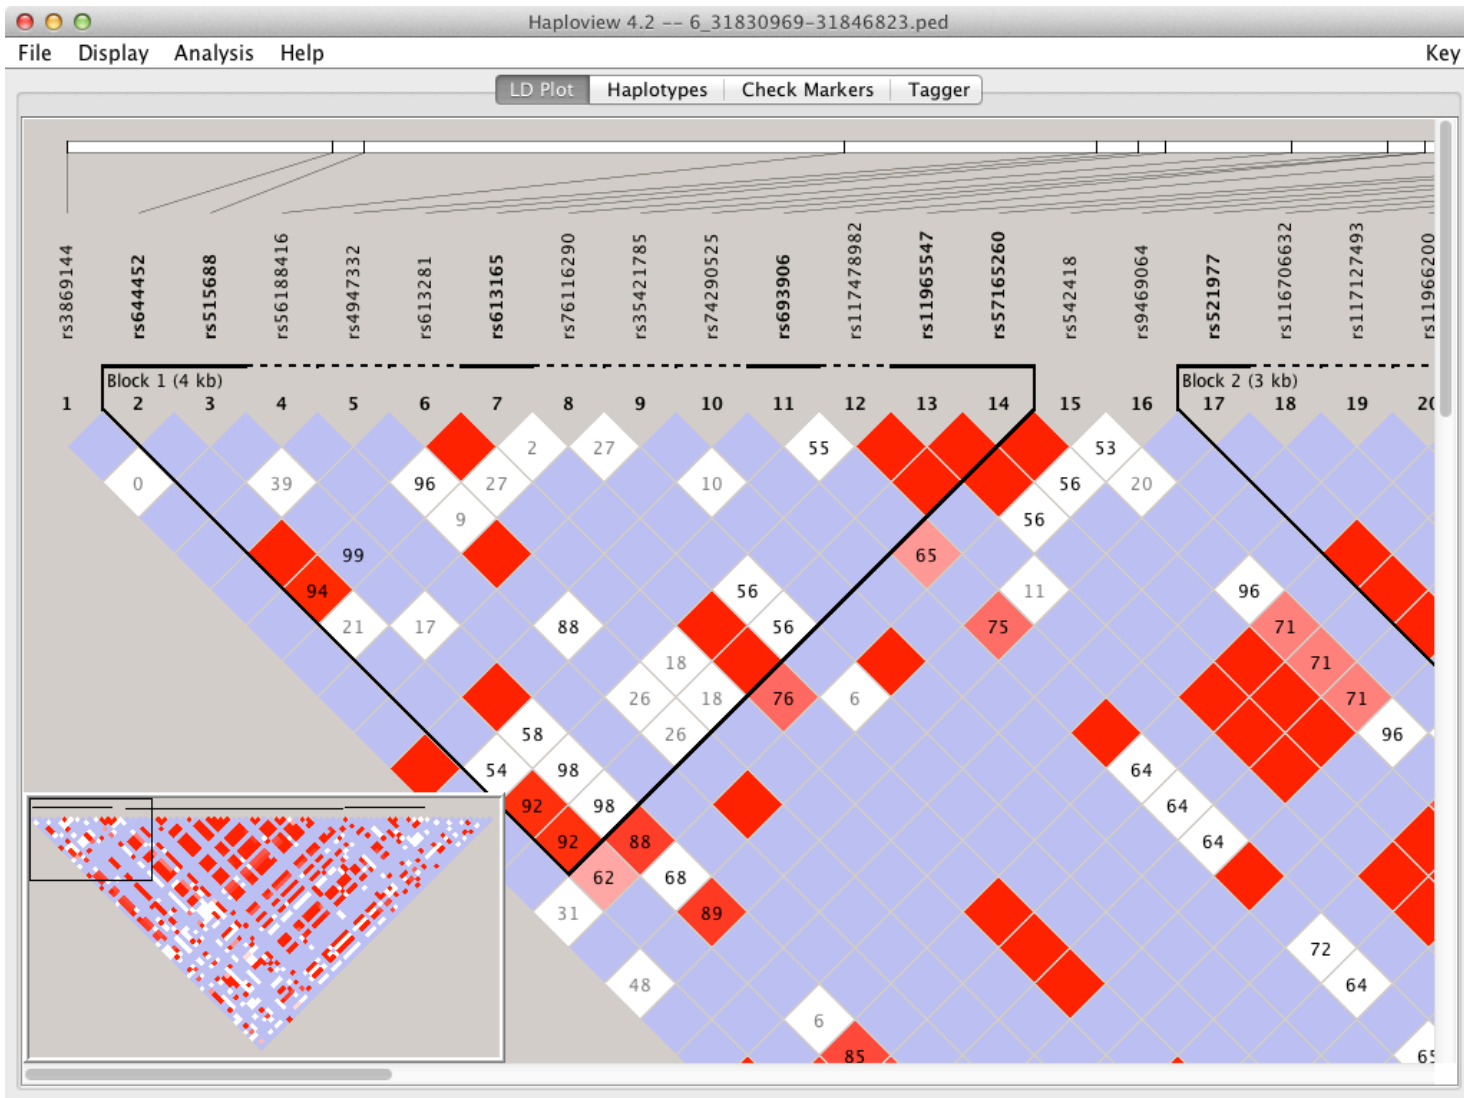 Haploview 4.2 -- 6_31830969-31846823.ped
File Display Analysis Help Key
LD Plot Haplotypes Check Markers Tagger
rs3869144
rs644452
rs515688
rs56188416
rs4947332
rs613281
rs613165
rs76116290
rs35421785
rs74290525
rs693906
rs117478982
rs11965547
rs57165260
rs542418
rs9469064
rs521977
rs116706632
rs117127493
rs11966200
Block 1 (4 kb) Block 2 (3 kb)
1 2 3 4 5 6 7 8 9 10 11 12 13 14 15 16 17 18 19 20
2 27 55 53
0 39 96 27 10 56 20
9 56
99 65
94 56 11 96
21 17 88 56 75 71
18 71
26 18 76 6 71
58 26 96
54 98 64
92 98 64
92 88 64
62 68
31 89
72
48 64
6
85 65